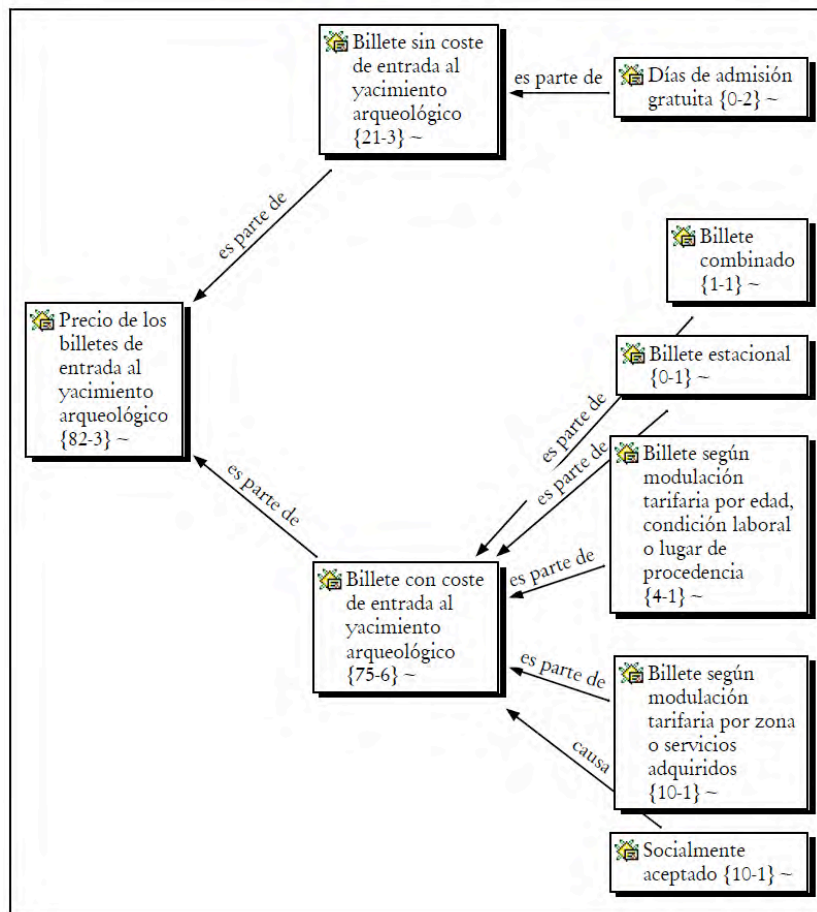 Billete sin coste
de entrada al
yacimiento
arqueológico
{21-3} ~
es parte de
Días de admisión
gratuita {0-2} ~
es parte de
Billete
combinado
{1-1} ~
Precio de los
billetes de
entrada al
yacimiento
arqueológico
{82-3} ~
Billete estacional
{0-1} ~
es parte de
es parte de
es parte de
Billete según
modulación
tarifaria por edad,
condición laboral
o lugar de
procedencia
{4-1} ~
es parte de
Billete con coste
de entrada al
yacimiento
arqueológico
{75-6} ~
es parte de
Billete según
modulación
tarifaria por zona
o servicios
adquiridos
{10-1} ~
causa
Socialmente
aceptado {10-1} ~